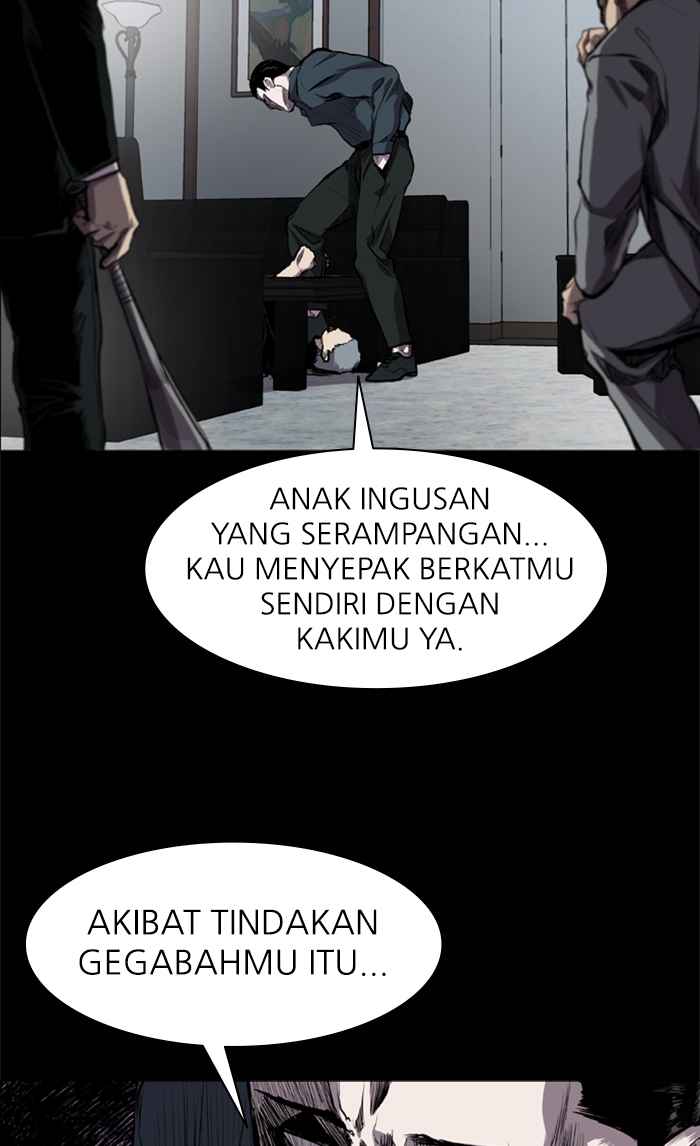 ANAK INGUSAN
YANG SERAMPANGAN...
KAU MENYEPAK BERKATMU
SENDIRI DENGAN
KAKIMU YA.
AKIBAT TINDAKAN
GEGABAHMU ITU...